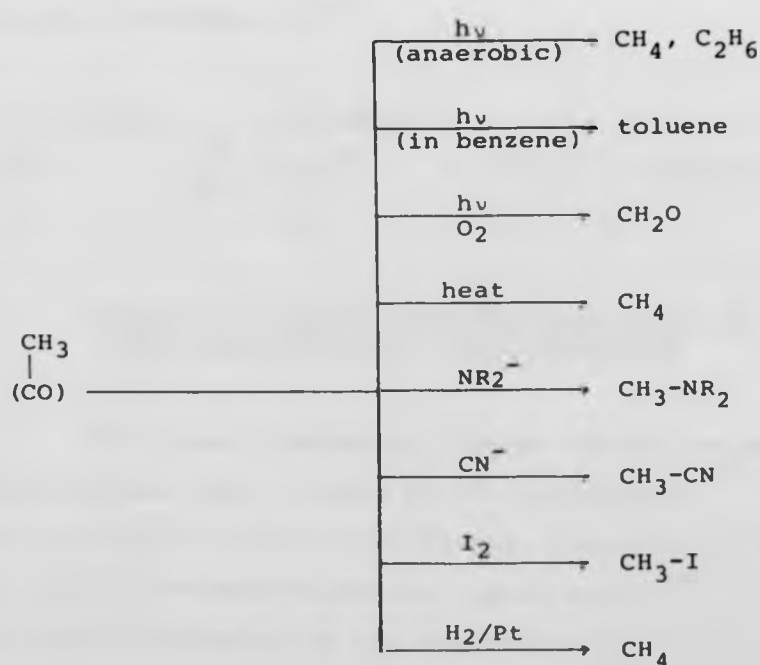 hν
(anaerobic)
CH₄, C₂H₆
hν
(in benzene)
toluene
hν
O₂
CH₂O
heat
CH₄
CH₃
(CO)
NR₂⁻
CH₃-NR₂
CN⁻
CH₃-CN
I₂
CH₃-I
H₂/Pt
CH₄